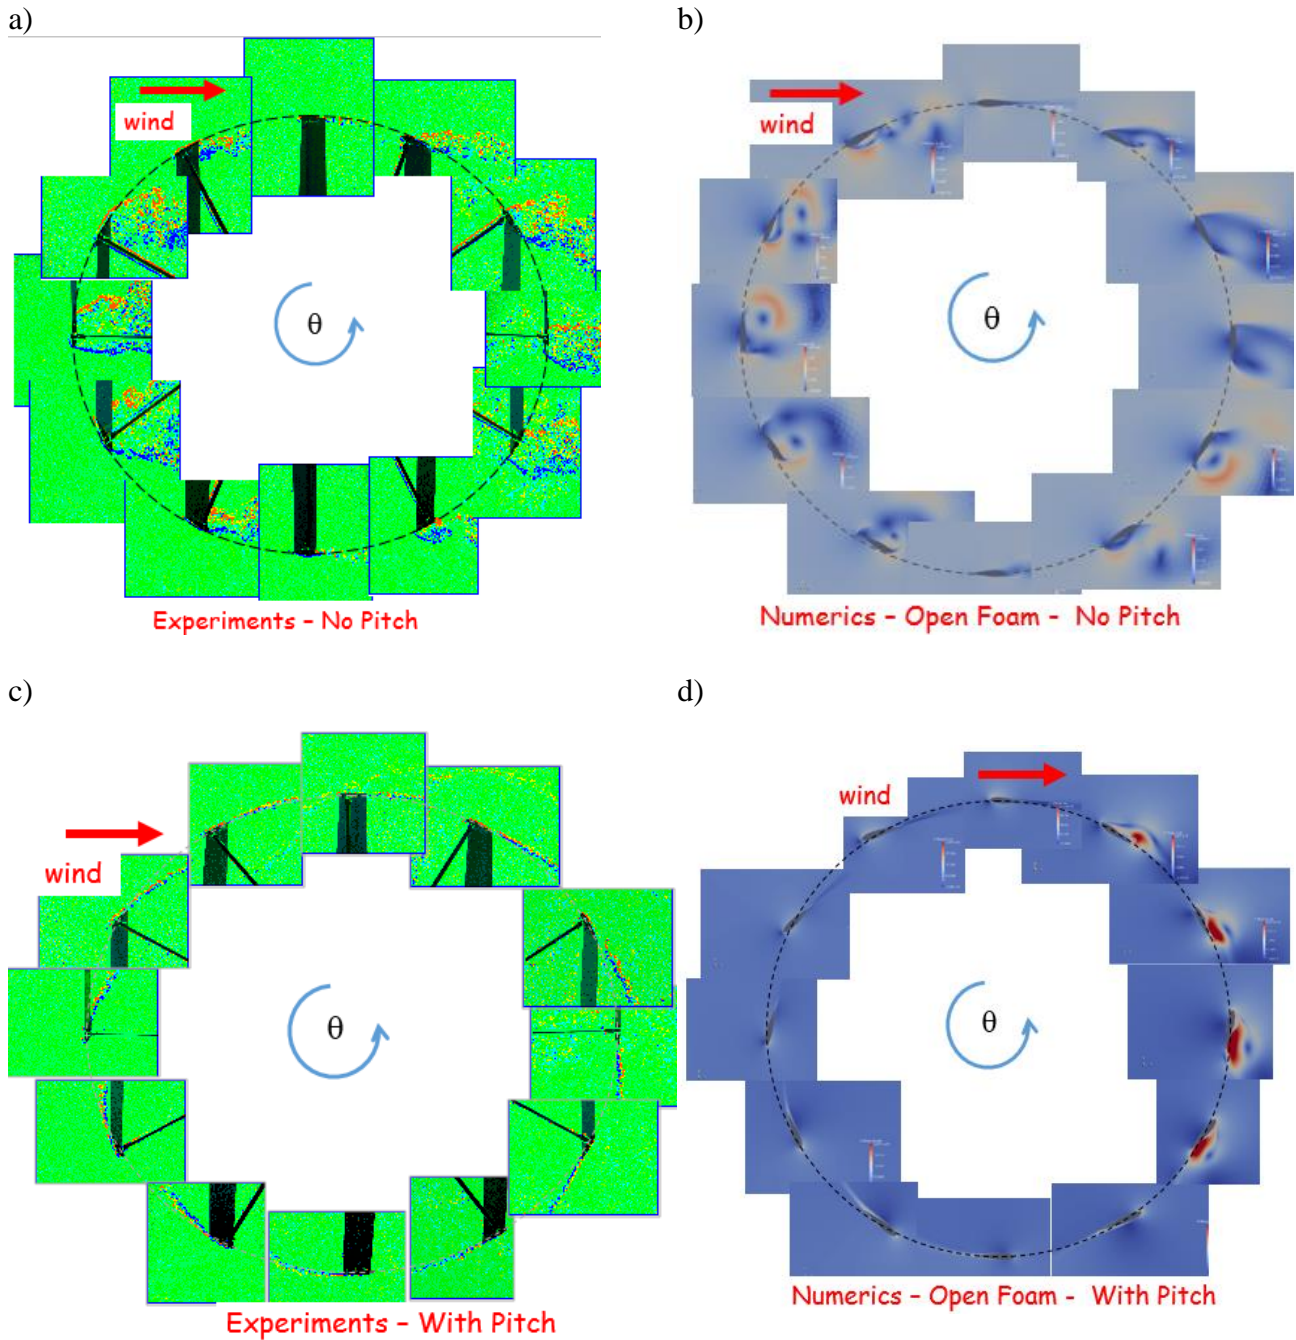 a)
b)
wind
wind
θ
θ
Experiments - No Pitch
Numerics - Open Foam - No Pitch
c)
d)
wind
wind
θ
θ
Experiments - With Pitch
Numerics - Open Foam - With Pitch